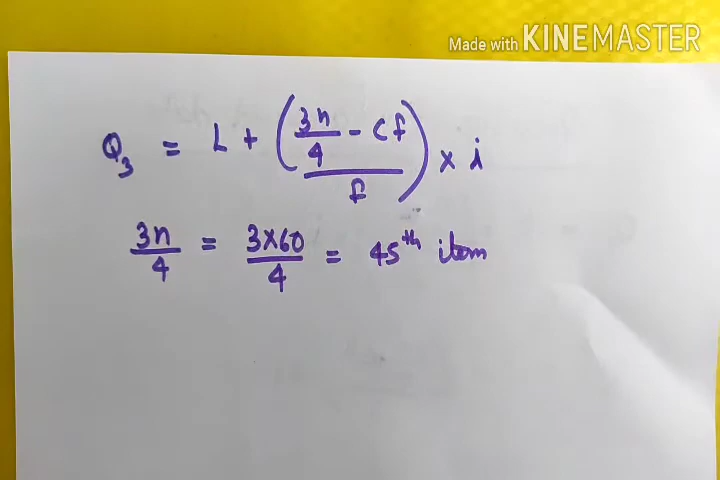 Made with KINEMASTER
Q₃ = L + ((3n/4 - cf)/f) × i
3n/4 = 3×60/4 = 45th item